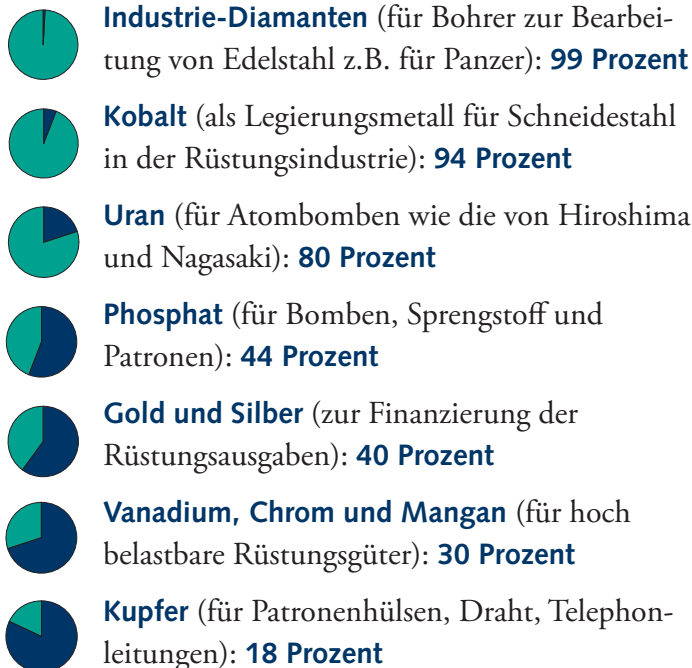 Industrie-Diamanten (für Bohrer zur Bearbei-
tung von Edelstahl z.B. für Panzer): 99 Prozent
Kobalt (als Legierungsmetall für Schneidestahl
in der Rüstungsindustrie): 94 Prozent
Uran (für Atombomben wie die von Hiroshima
und Nagasaki): 80 Prozent
Phosphat (für Bomben, Sprengstoff und
Patronen): 44 Prozent
Gold und Silber (zur Finanzierung der
Rüstungsausgaben): 40 Prozent
Vanadium, Chrom und Mangan (für hoch
belastbare Rüstungsgüter): 30 Prozent
Kupfer (für Patronenhülsen, Draht, Telephon-
leitungen): 18 Prozent